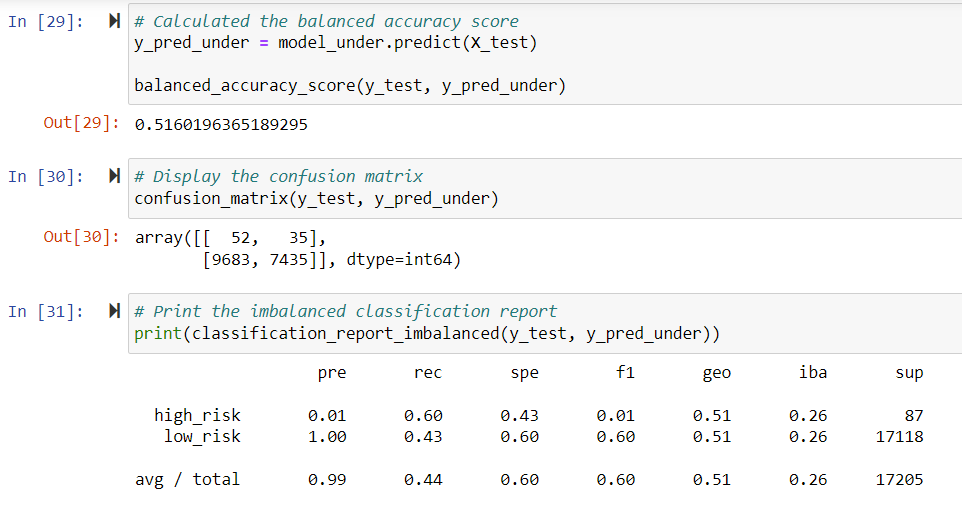 In [29]: # Calculated the balanced accuracy score
y_pred_under = model_under.predict(X_test)
balanced_accuracy_score(y_test, y_pred_under)
Out[29]: 0.5160196365189295
In [30]: # Display the confusion matrix
confusion_matrix(y_test, y_pred_under)
Out[30]: array([[  52,   35],
[9683, 7435]], dtype=int64)
In [31]: # Print the imbalanced classification report
print(classification_report_imbalanced(y_test, y_pred_under))
pre rec spe f1 geo iba sup
high_risk 0.01 0.60 0.43 0.01 0.51 0.26 87
low_risk 1.00 0.43 0.60 0.60 0.51 0.26 17118
avg / total 0.99 0.44 0.60 0.60 0.51 0.26 17205